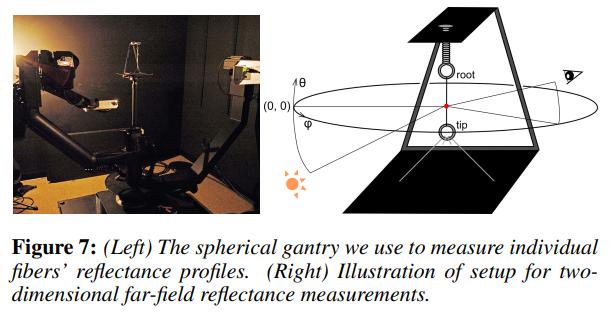 root
θ
(0, 0)
φ
tip
Figure 7: (Left) The spherical gantry we use to measure individual
fibers' reflectance profiles. (Right) Illustration of setup for two-
dimensional far-field reflectance measurements.